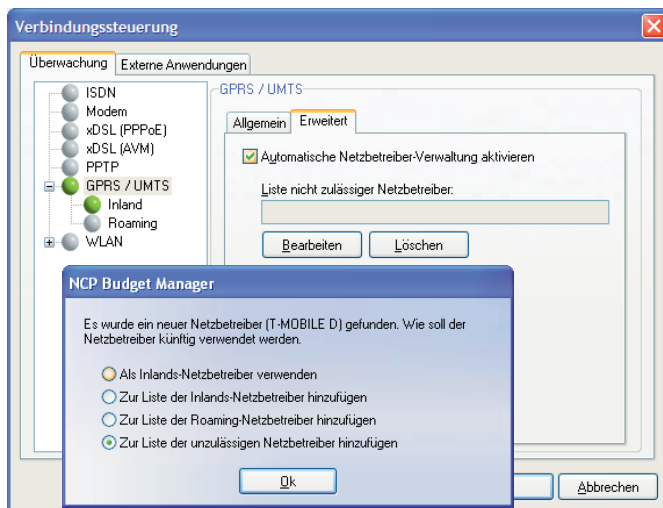 Verbindungssteuerung
Überwachung
Externe Anwendungen
ISDN
Modem
xDSL (PPPoE)
xDSL (AVM)
PPTP
GPRS / UMTS
Inland
Roaming
WLAN
GPRS / UMTS
Allgemein
Erweitert
Automatische Netzbetreiber-Verwaltung aktivieren
Liste nicht zulässiger Netzbetreiber:
Bearbeiten
Löschen
NCP Budget Manager
Es wurde ein neuer Netzbetreiber (T-MOBILE D) gefunden. Wie soll der
Netzbetreiber künftig verwendet werden.
Als Inlands-Netzbetreiber verwenden
Zur Liste der Inlands-Netzbetreiber hinzufügen
Zur Liste der Roaming-Netzbetreiber hinzufügen
Zur Liste der unzulässigen Netzbetreiber hinzufügen
Ok
Abbrechen